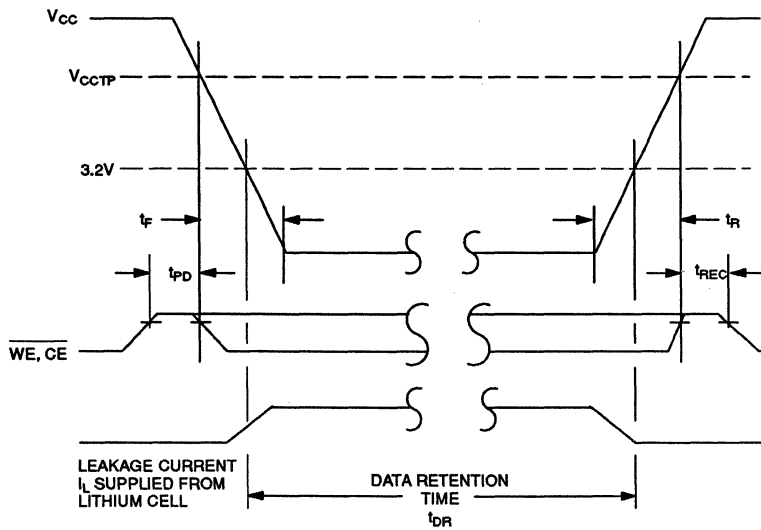 VCC
VCCTP
3.2V
tF
tR
tPD
tREC
WE, CE
LEAKAGE CURRENT
IL SUPPLIED FROM
LITHIUM CELL
DATA RETENTION
TIME
tDR